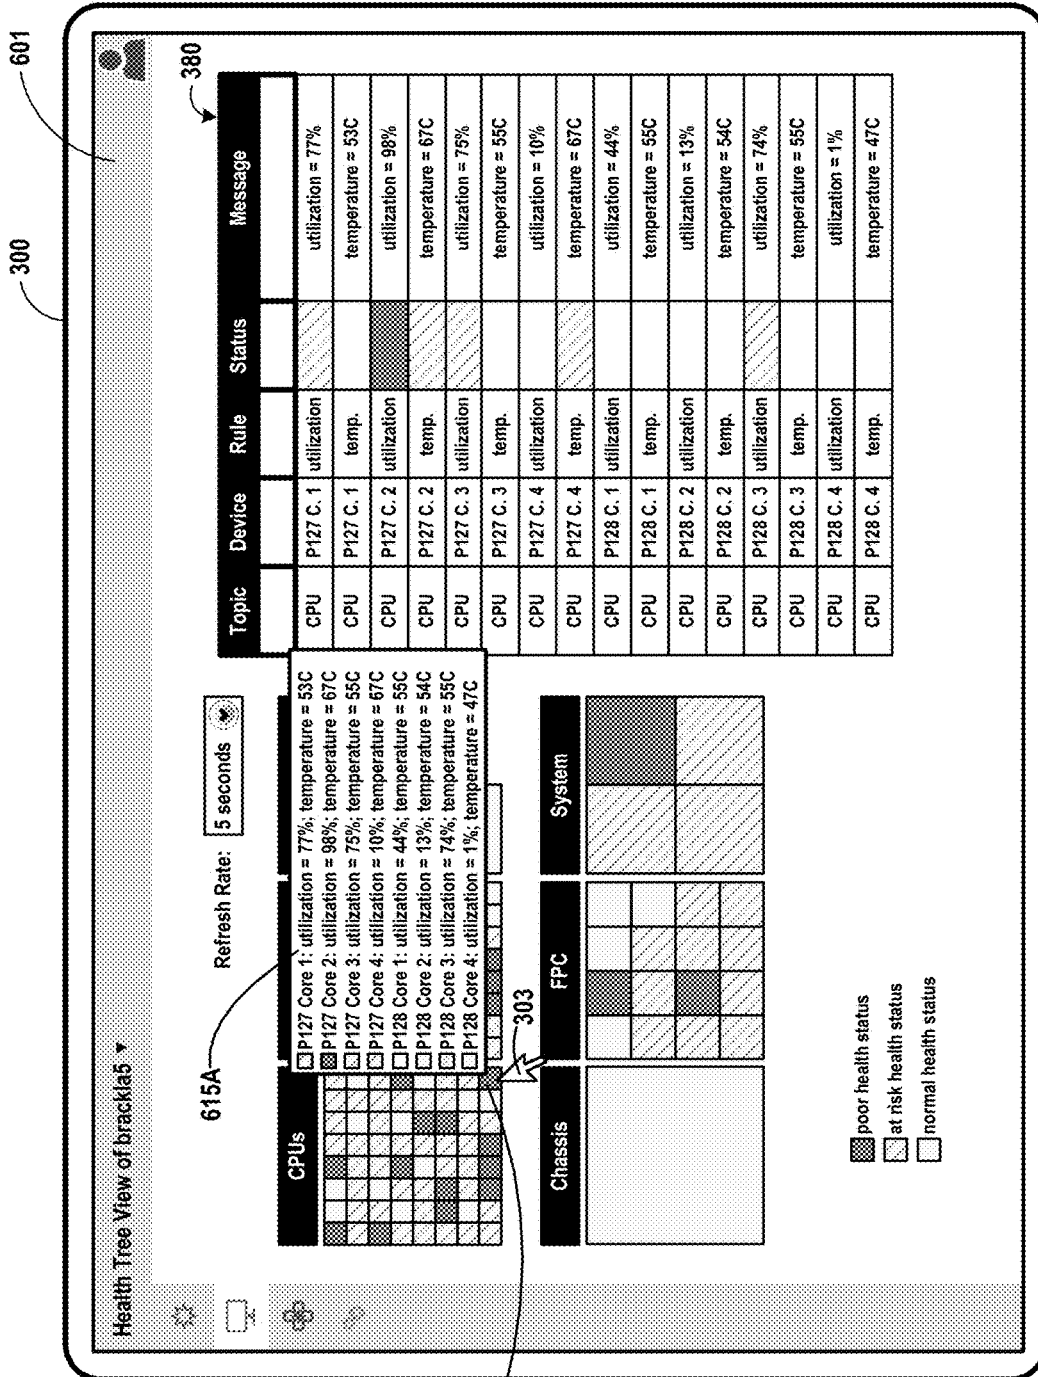 300
601
Health Tree View of brackla5
Refresh Rate: 5 seconds
380
615A
CPUs
P127 Core 1: utilization = 77%; temperature = 53C
P127 Core 2: utilization = 98%; temperature = 67C
P127 Core 3: utilization = 75%; temperature = 55C
P127 Core 4: utilization = 10%; temperature = 67C
P128 Core 1: utilization = 44%; temperature = 55C
P128 Core 2: utilization = 13%; temperature = 54C
P128 Core 3: utilization = 74%; temperature = 55C
P128 Core 4: utilization = 1%; temperature = 47C
303
Chassis FPC System
poor health status
at risk health status
normal health status
Topic Device Rule Status Message
CPU P127 C. 1 utilization utilization = 77%
CPU P127 C. 1 temp. temperature = 53C
CPU P127 C. 2 utilization utilization = 98%
CPU P127 C. 2 temp. temperature = 67C
CPU P127 C. 3 utilization utilization = 75%
CPU P127 C. 3 temp. temperature = 55C
CPU P127 C. 4 utilization utilization = 10%
CPU P127 C. 4 temp. temperature = 67C
CPU P128 C. 1 utilization utilization = 44%
CPU P128 C. 1 temp. temperature = 55C
CPU P128 C. 2 utilization utilization = 13%
CPU P128 C. 2 temp. temperature = 54C
CPU P128 C. 3 utilization utilization = 74%
CPU P128 C. 3 temp. temperature = 55C
CPU P128 C. 4 utilization utilization = 1%
CPU P128 C. 4 temp. temperature = 47C